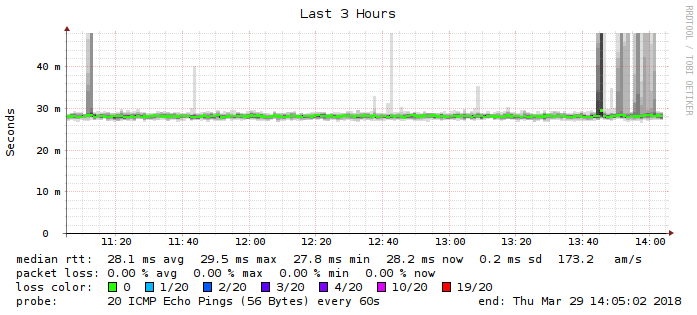 Last 3 Hours
RRDTOOL / TOBI OETIKER
Seconds
40 m
30 m
20 m
10 m
0
11:20 11:40 12:00 12:20 12:40 13:00 13:20 13:40 14:00
median rtt: 28.1 ms avg 29.5 ms max 27.8 ms min 28.2 ms now 0.2 ms sd 173.2 am/s
packet loss: 0.00 % avg 0.00 % max 0.00 % min 0.00 % now
loss color: 0 1/20 2/20 3/20 4/20 10/20 19/20
probe: 20 ICMP Echo Pings (56 Bytes) every 60s end: Thu Mar 29 14:05:02 2018